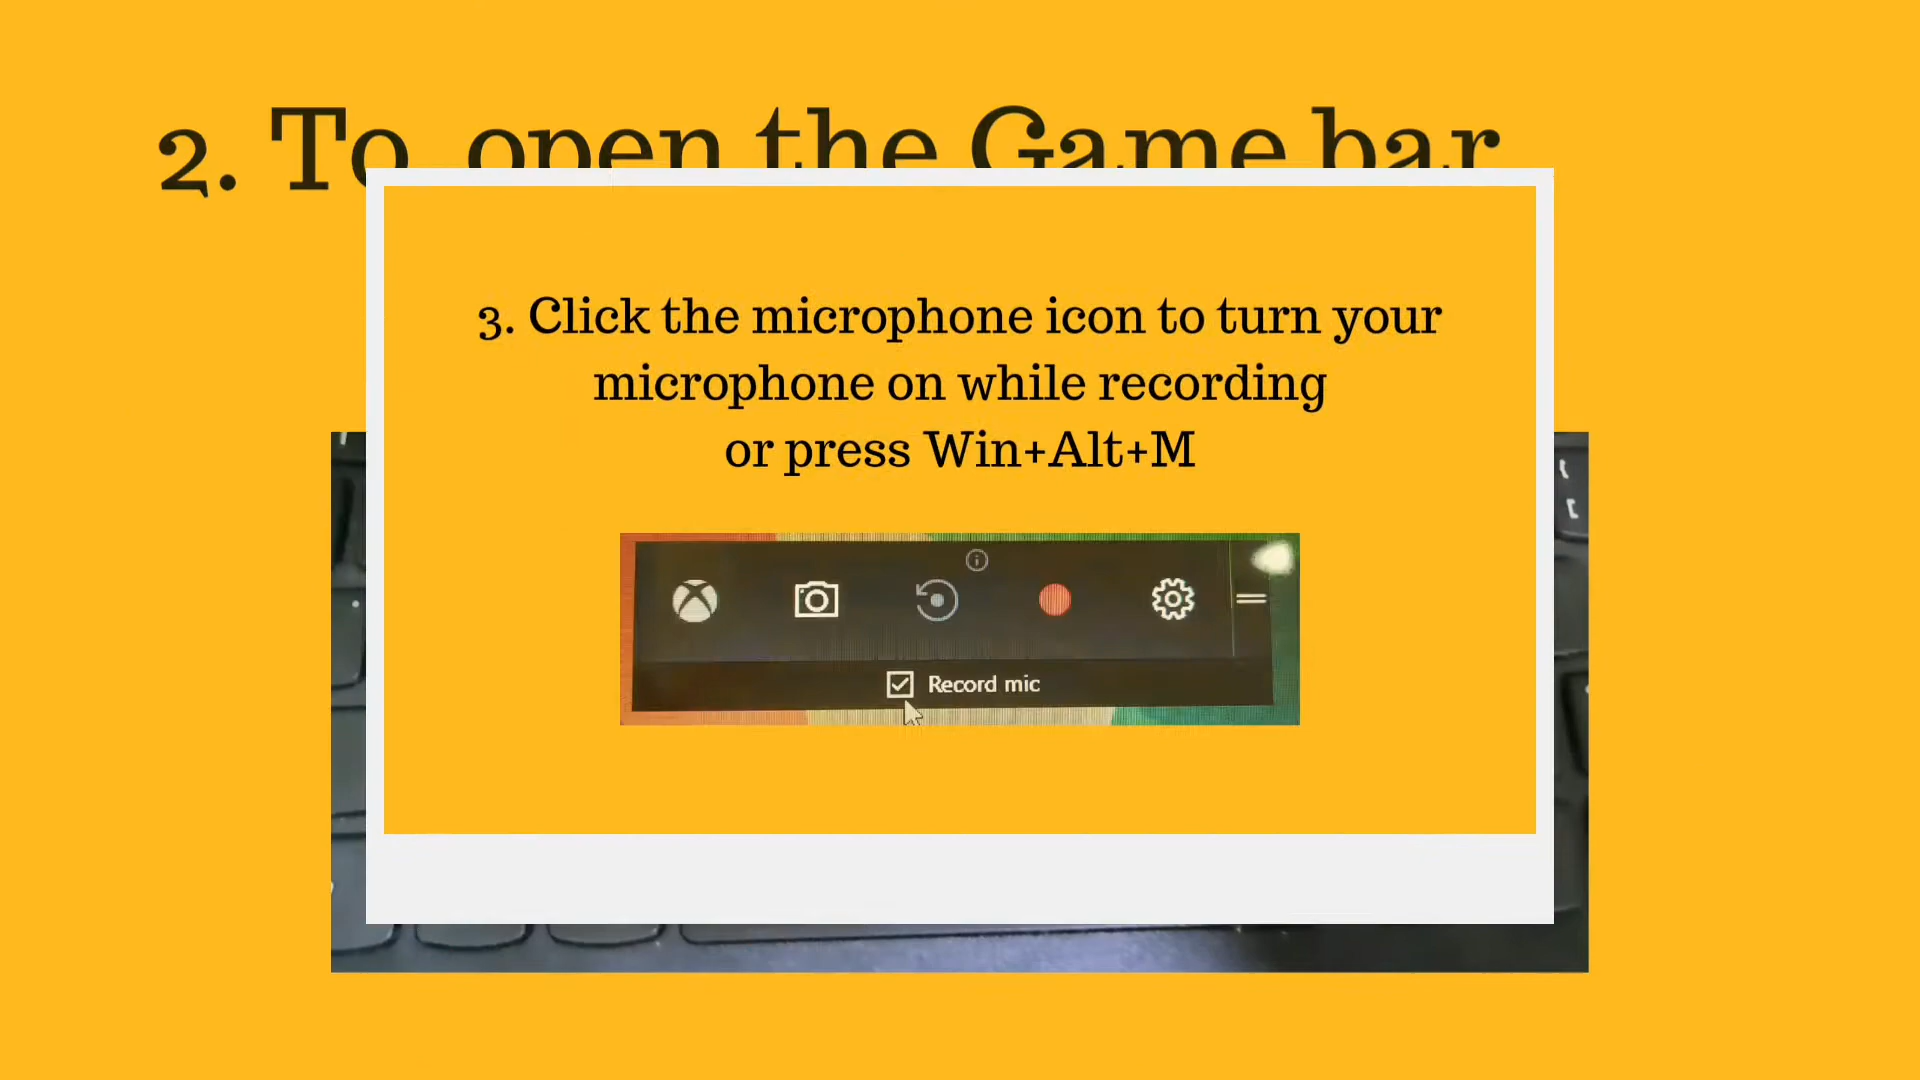 2. To open the Game bar
3. Click the microphone icon to turn your
microphone on while recording
or press Win+Alt+M
Record mic